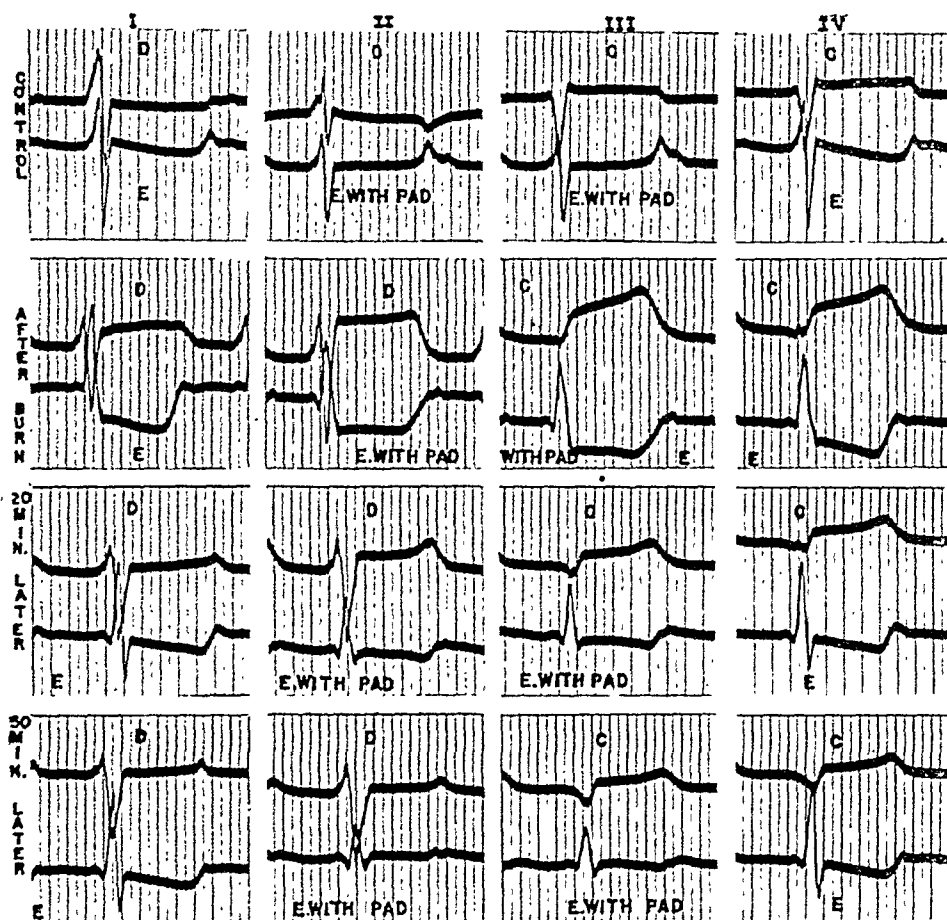 I II III IV
CONTROL
D D C C
E E.WITH PAD E.WITH PAD E
AFTER BURN
D D C C
E E.WITH PAD WITH PAD E E
20 MIN. LATER
D D C C
E E.WITH PAD E.WITH PAD E
50 MIN. LATER
D D C C
E E.WITH PAD E.WITH PAD E